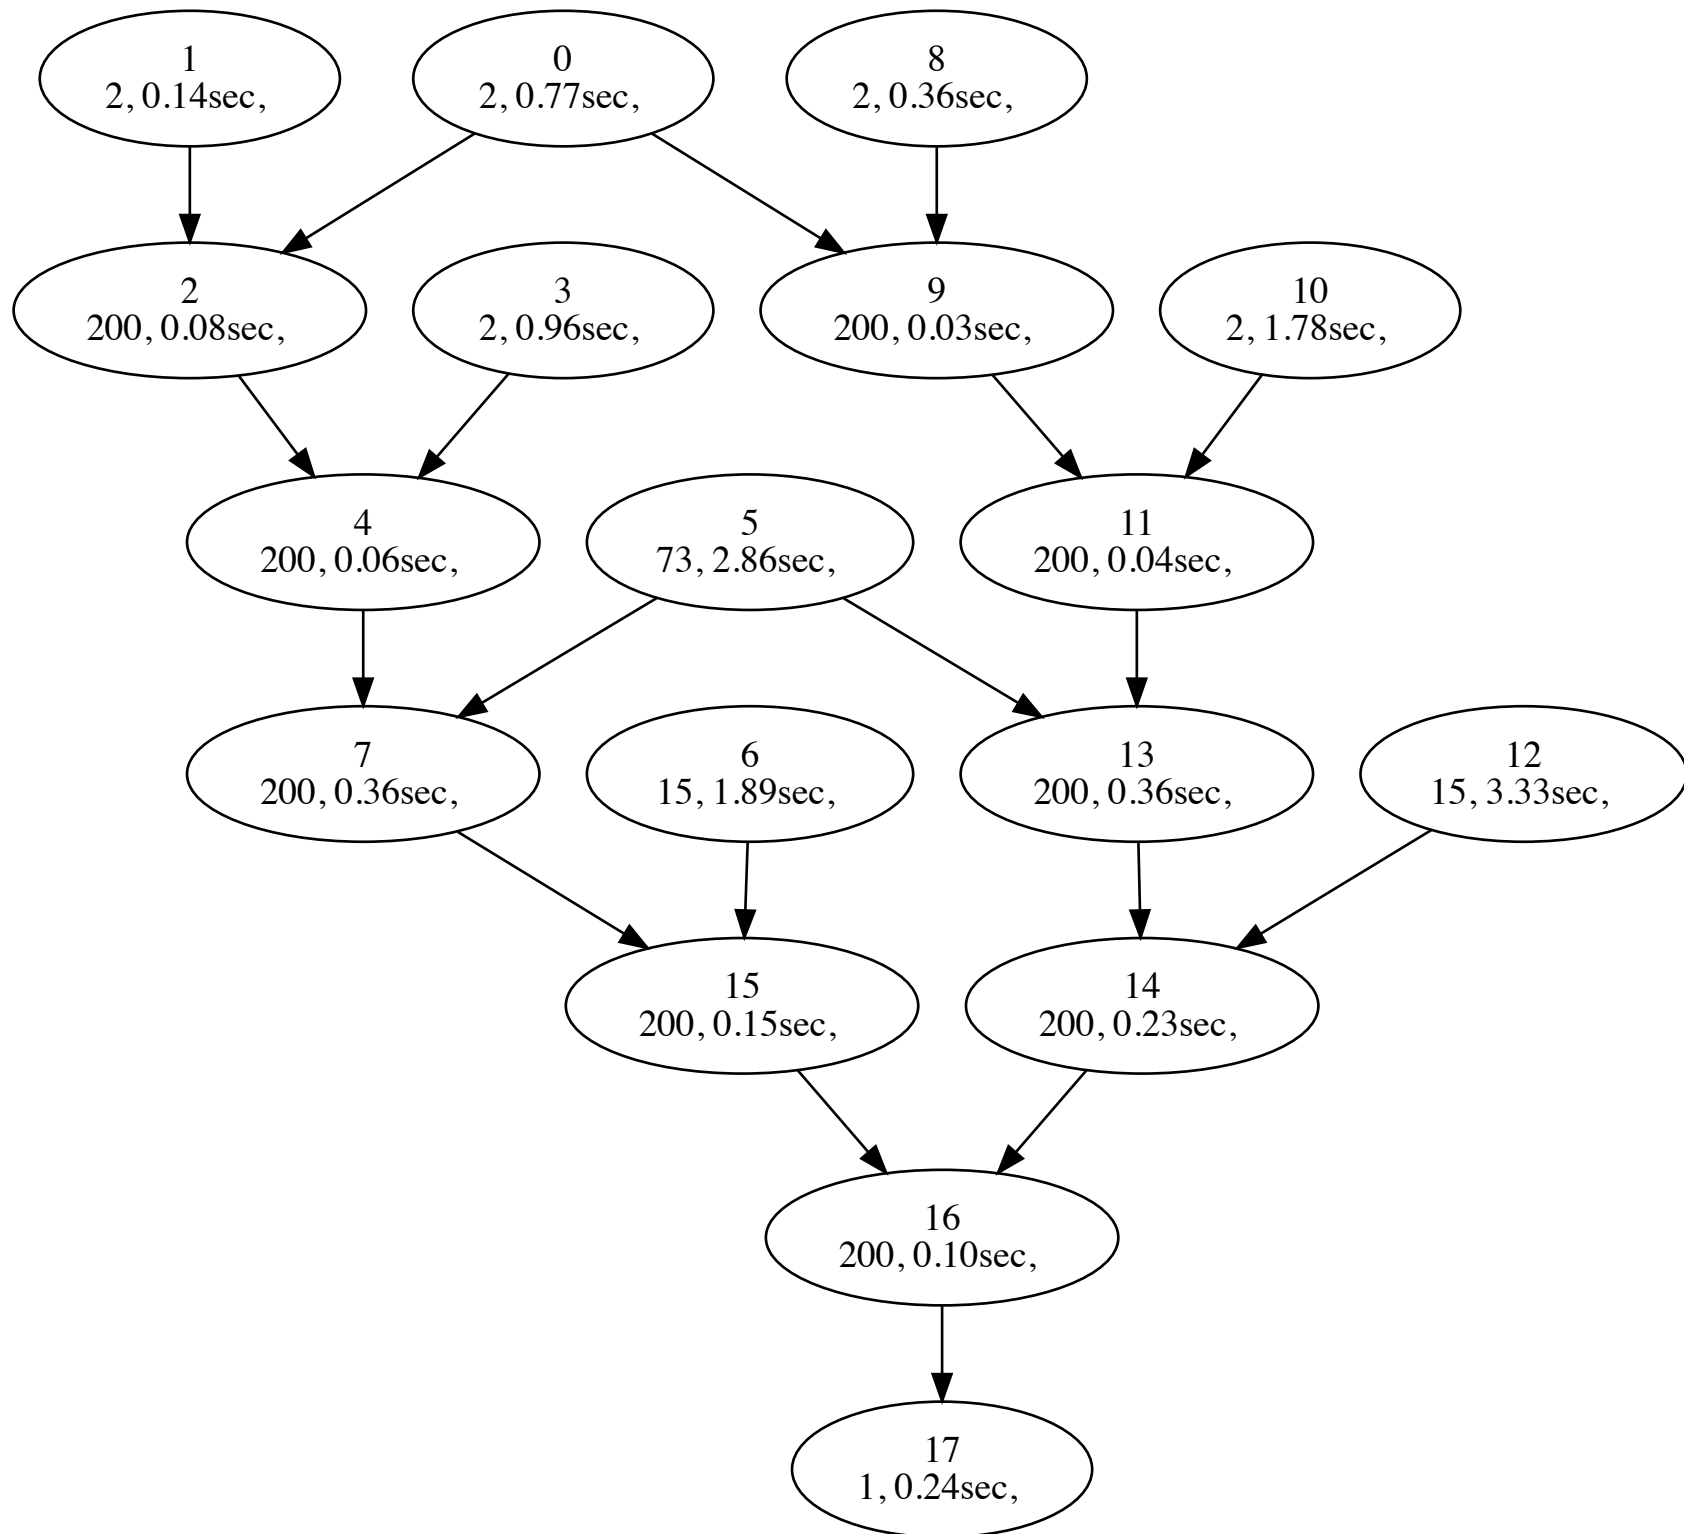 1
2, 0.14sec,
0
2, 0.77sec,
8
2, 0.36sec,
2
200, 0.08sec,
3
2, 0.96sec,
9
200, 0.03sec,
10
2, 1.78sec,
4
200, 0.06sec,
5
73, 2.86sec,
11
200, 0.04sec,
7
200, 0.36sec,
6
15, 1.89sec,
13
200, 0.36sec,
12
15, 3.33sec,
15
200, 0.15sec,
14
200, 0.23sec,
16
200, 0.10sec,
17
1, 0.24sec,